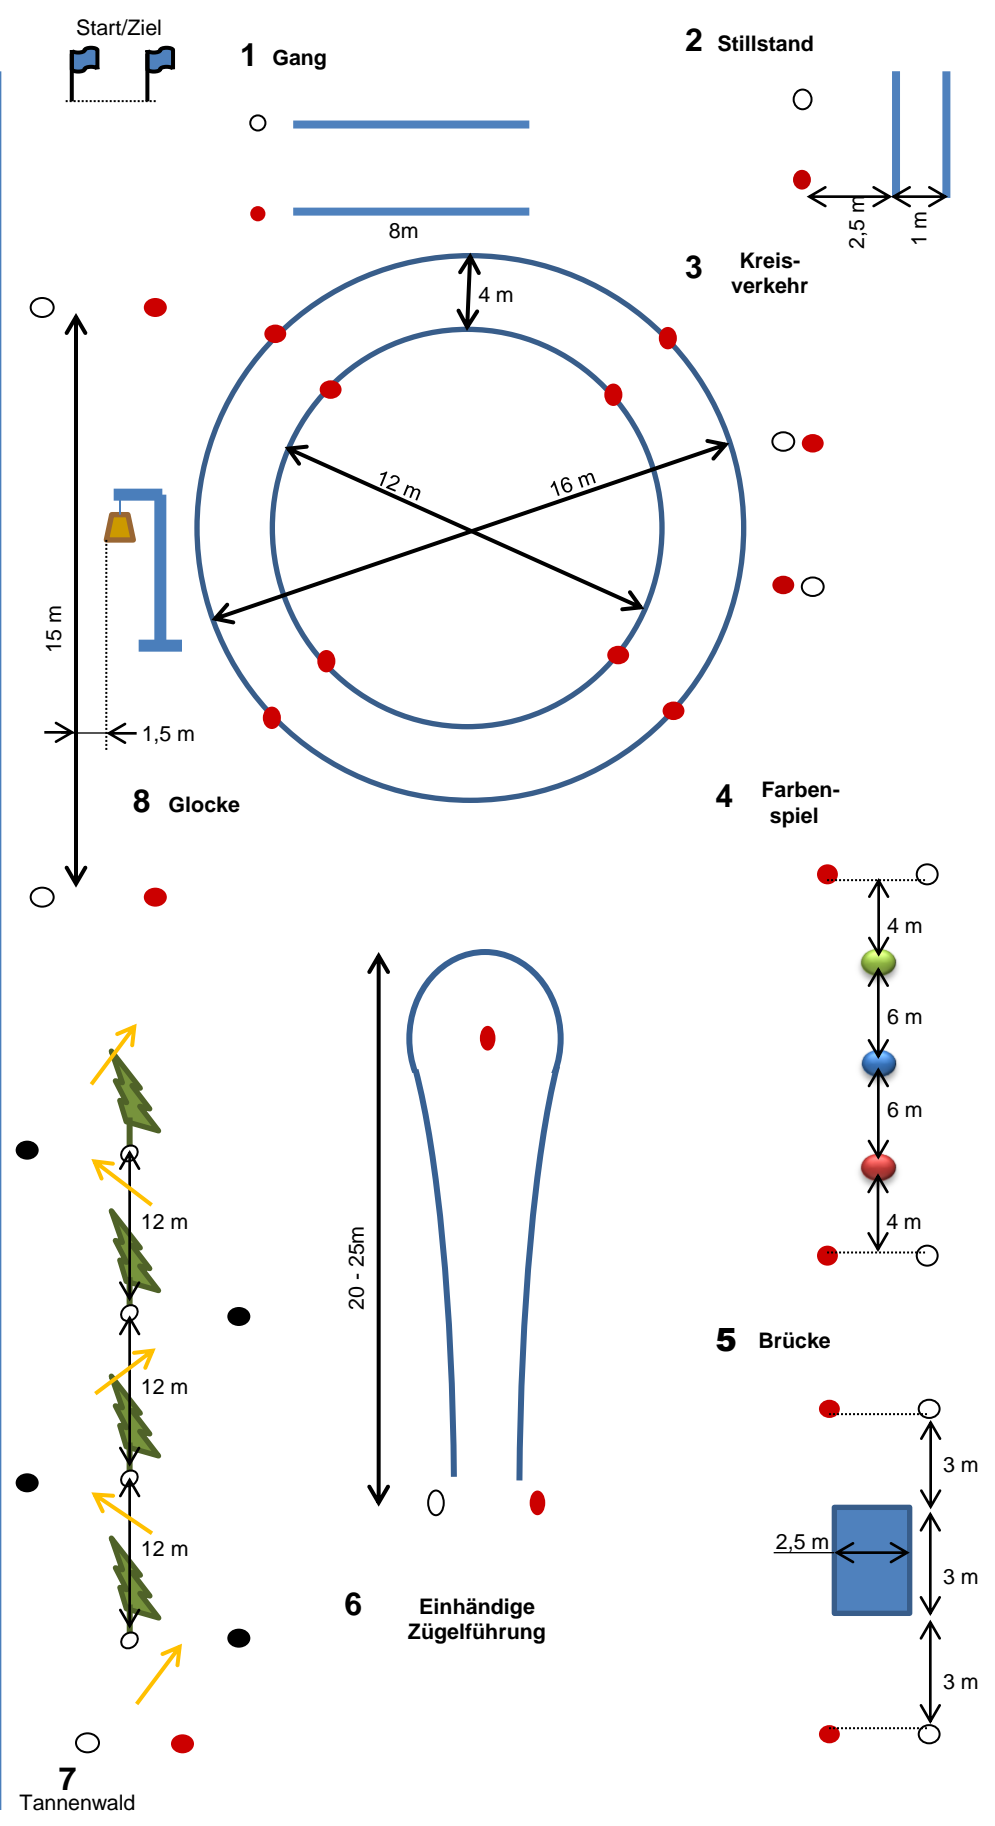 Start/Ziel
1 Gang
2 Stillstand
8m
2,5 m
1 m
3 Kreis-
verkehr
4 m
12 m
16 m
15 m
1,5 m
8 Glocke
4 Farben-
spiel
4 m
6 m
6 m
4 m
20 - 25m
12 m
12 m
12 m
5 Brücke
3 m
2,5 m
3 m
3 m
6 Einhändige
Zügelführung
7
Tannenwald